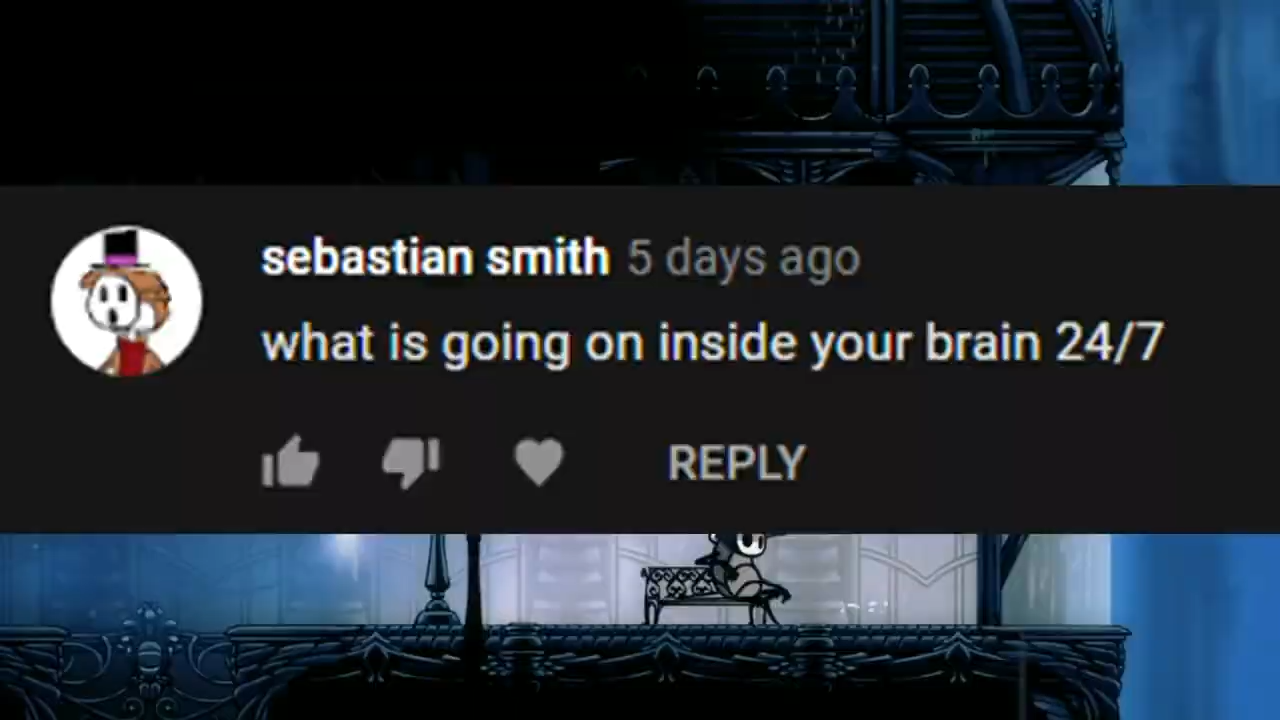 sebastian smith 5 days ago
what is going on inside your brain 24/7
REPLY